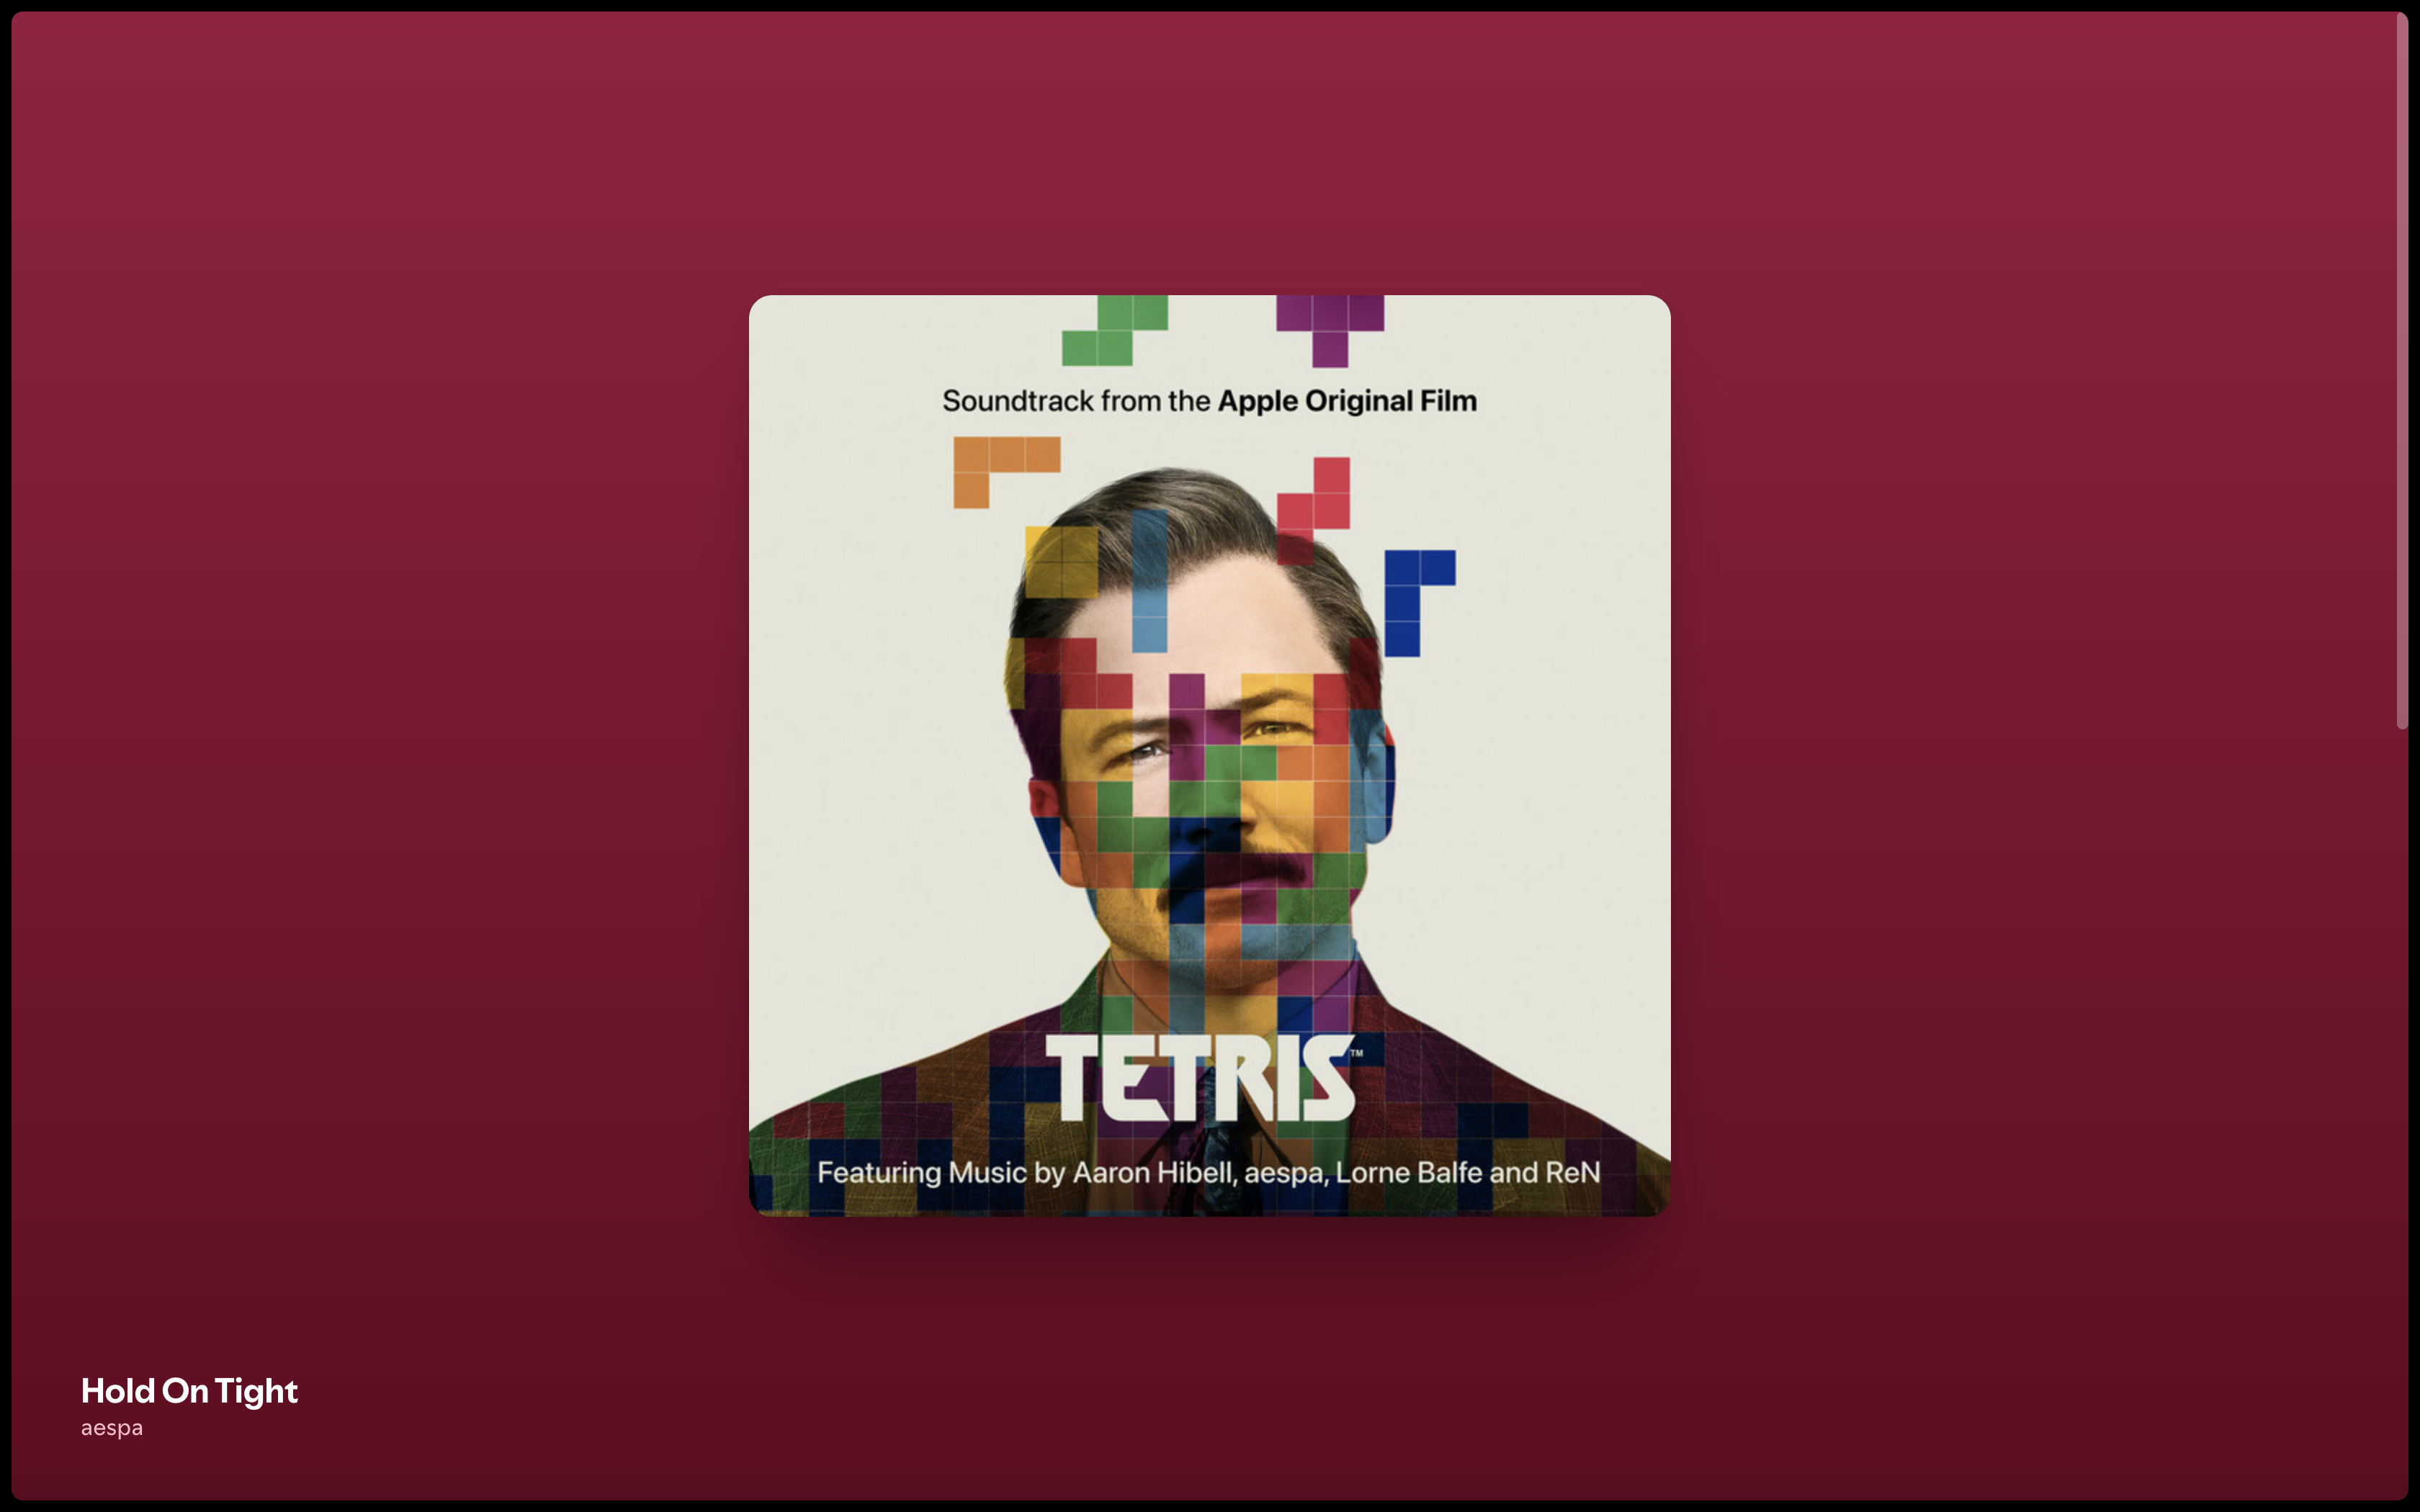 Soundtrack from the Apple Original Film
TETRIS™
Featuring Music by Aaron Hibell, aespa, Lorne Balfe and ReN
Hold On Tight
aespa